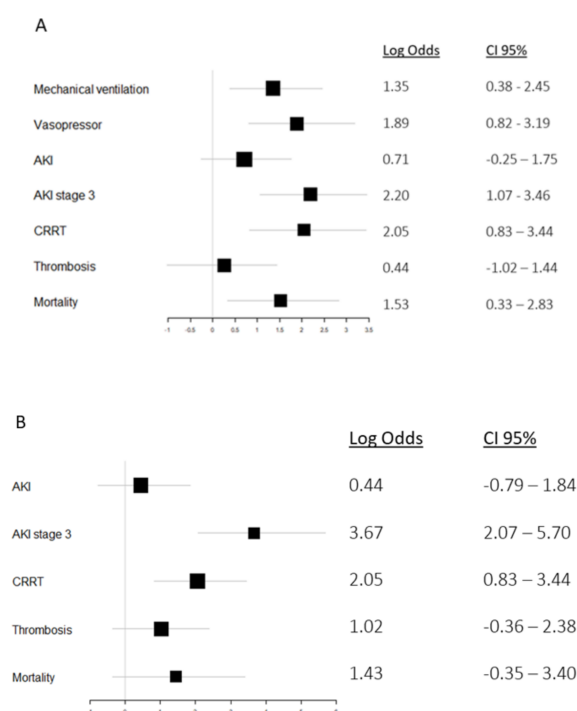 A
Log Odds CI 95%
Mechanical ventilation 1.35 0.38 - 2.45
Vasopressor 1.89 0.82 - 3.19
AKI 0.71 -0.25 – 1.75
AKI stage 3 2.20 1.07 - 3.46
CRRT 2.05 0.83 – 3.44
Thrombosis 0.44 -1.02 – 1.44
Mortality 1.53 0.33 – 2.83
-1 -0.5 0 0.5 1 1.5 2 2.5 3 3.5
B
Log Odds CI 95%
AKI 0.44 -0.79 – 1.84
AKI stage 3 3.67 2.07 – 5.70
CRRT 2.05 0.83 – 3.44
Thrombosis 1.02 -0.36 – 2.38
Mortality 1.43 -0.35 – 3.40